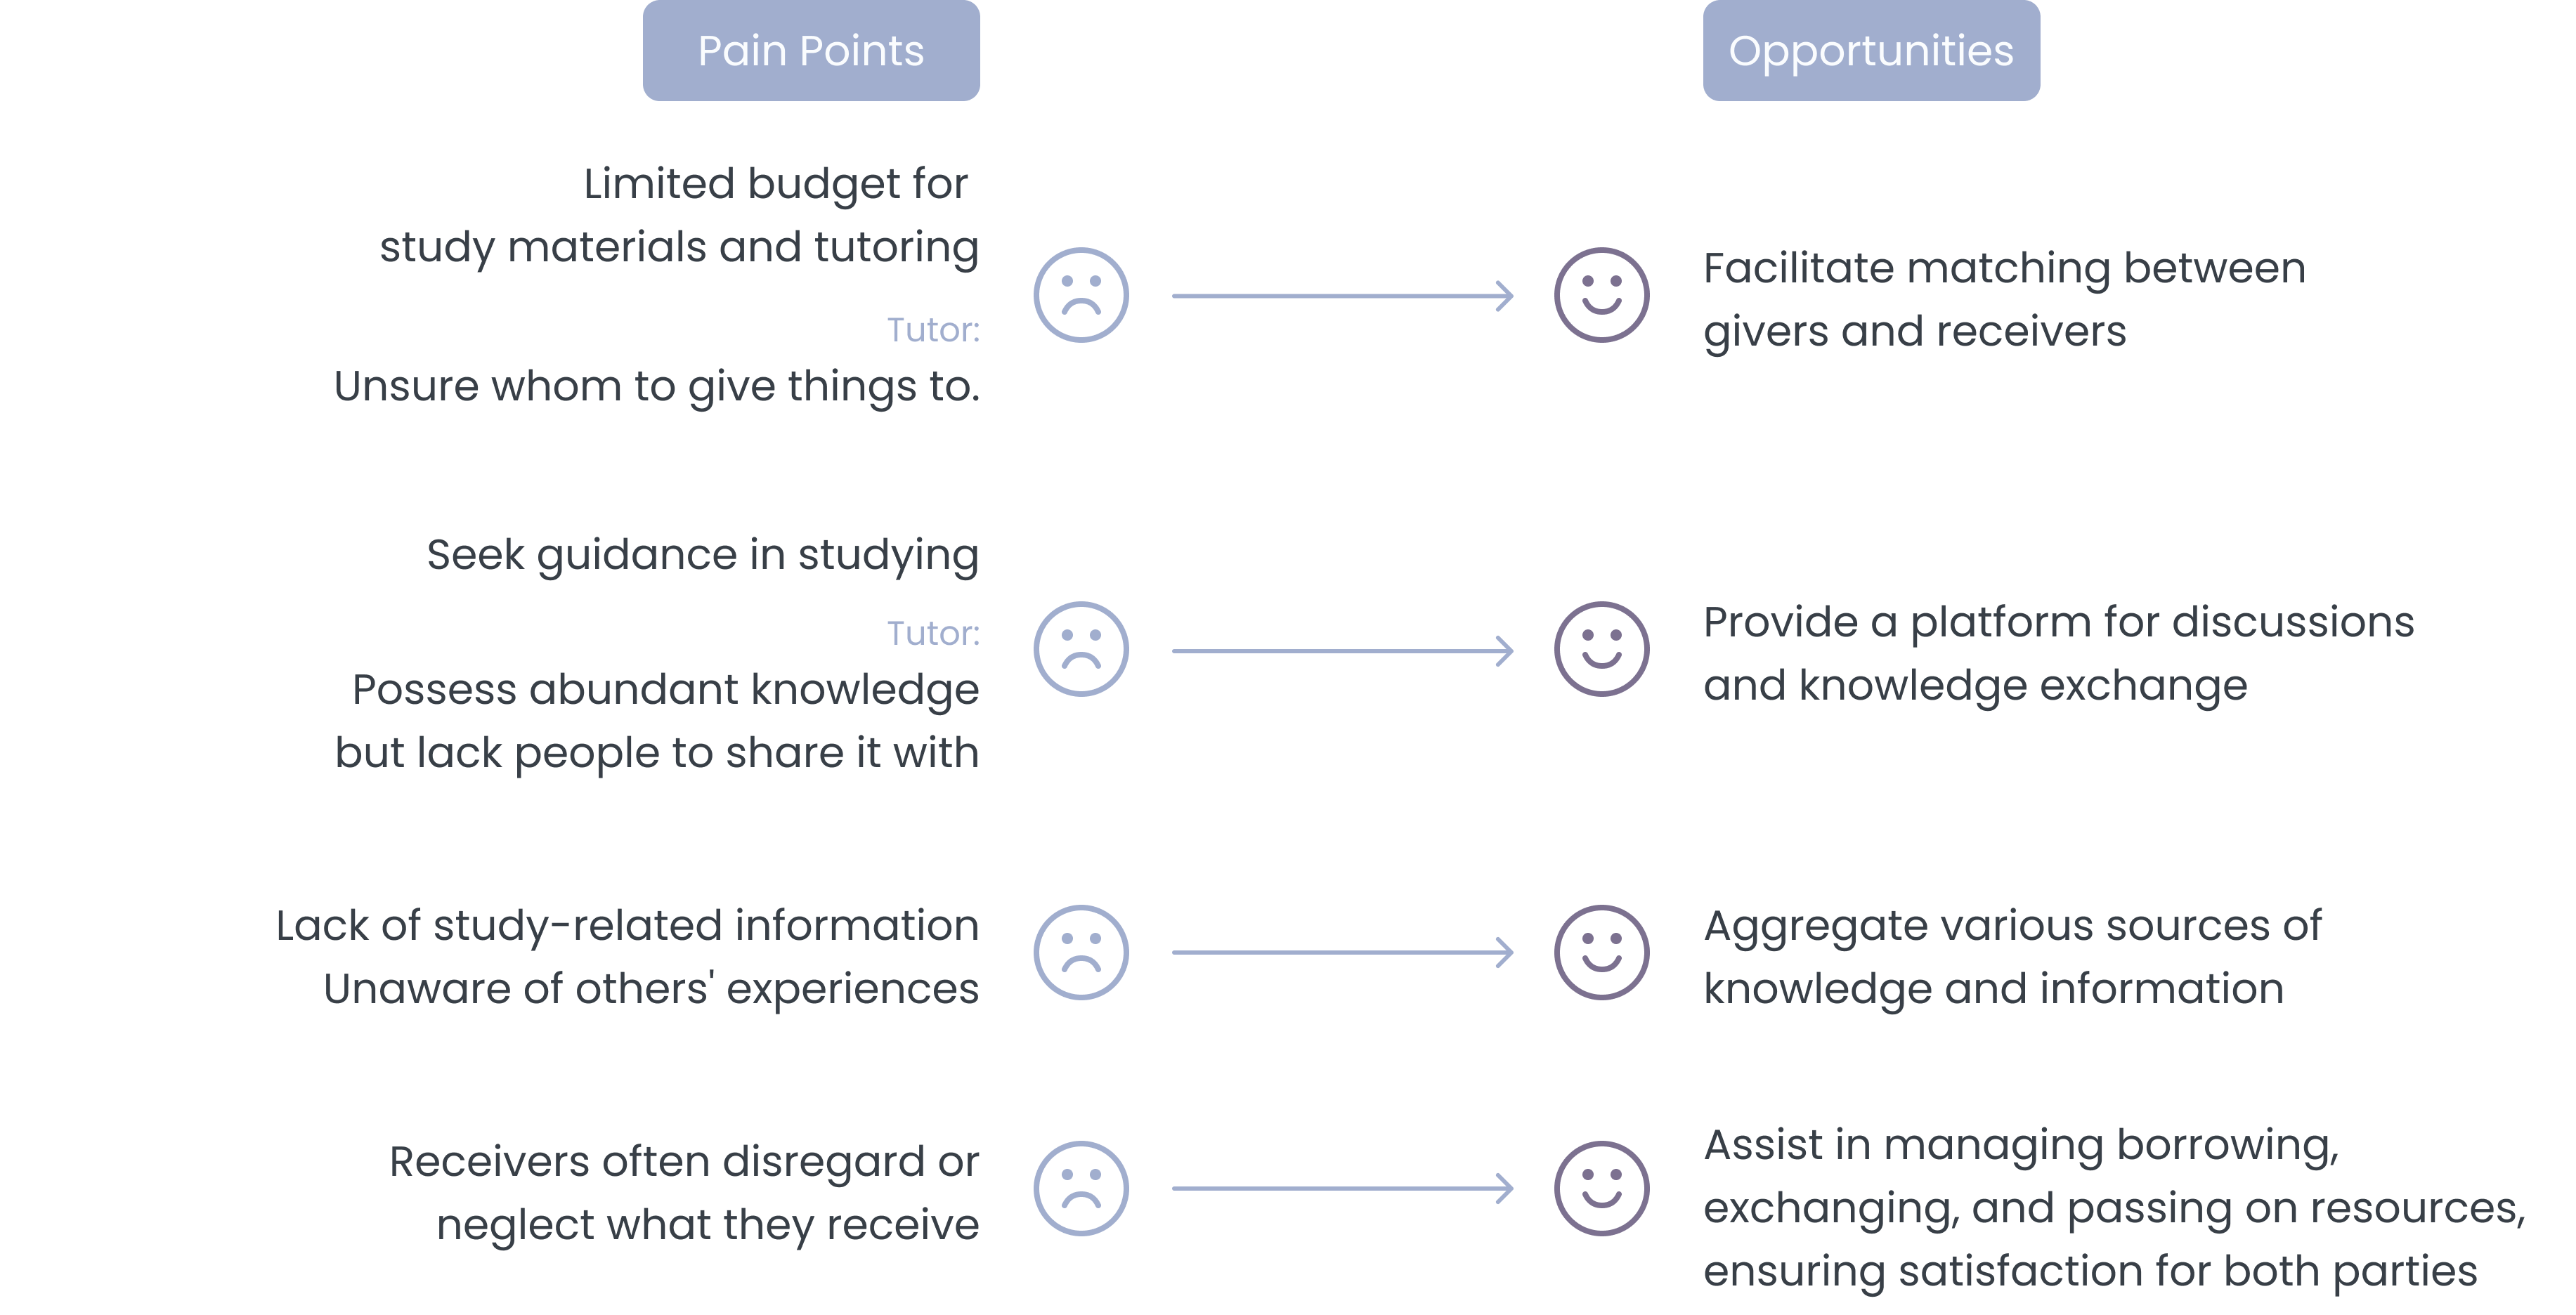 Pain Points
Opportunities
Limited budget for
study materials and tutoring
Tutor:
Unsure whom to give things to.
Facilitate matching between
givers and receivers
Seek guidance in studying
Tutor:
Possess abundant knowledge
but lack people to share it with
Provide a platform for discussions
and knowledge exchange
Lack of study-related information
Unaware of others' experiences
Aggregate various sources of
knowledge and information
Receivers often disregard or
neglect what they receive
Assist in managing borrowing,
exchanging, and passing on resources,
ensuring satisfaction for both parties